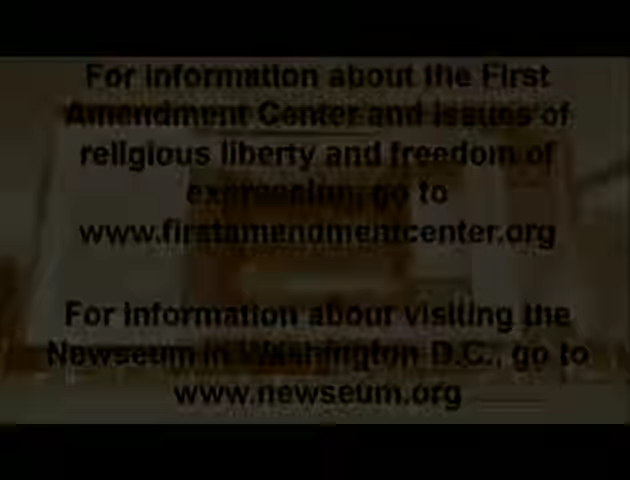 For information about the First
Amendment Center and issues of
religious liberty and freedom of
expression, go to
www.firstamendmentcenter.org
For information about visiting the
Newseum in Washington D.C., go to
www.newseum.org